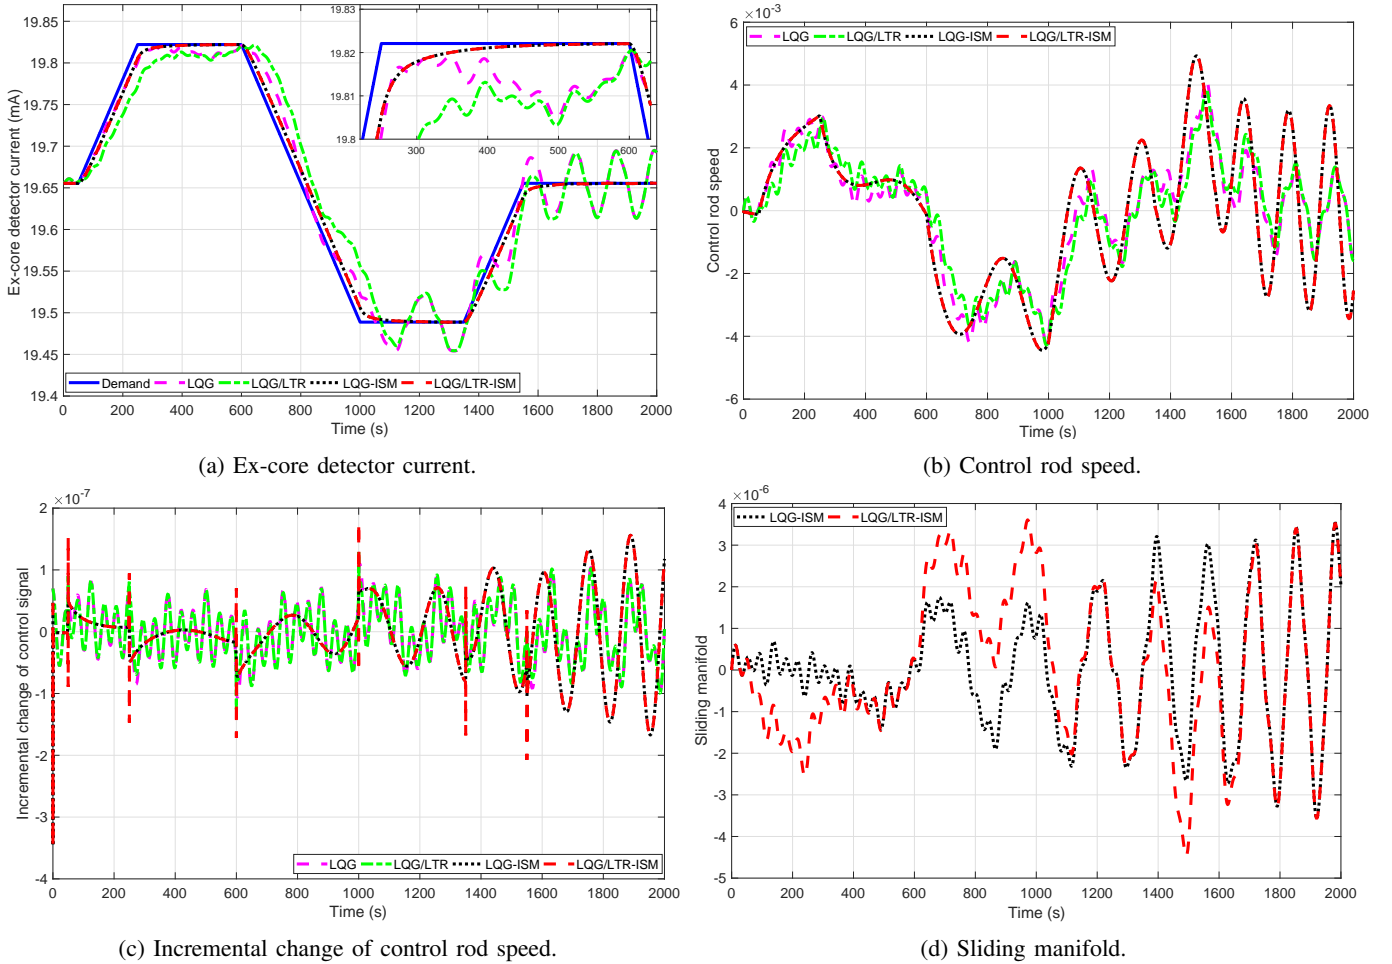 19.85
19.8
19.75
19.7
19.65
19.6
19.55
19.5
19.45
19.4
Ex-core detector current (mA)
19.83
19.82
19.81
19.8
300 400 500 600
Demand LQG LQG/LTR LQG-ISM LQG/LTR-ISM
0 200 400 600 800 1000 1200 1400 1600 1800 2000
Time (s)
(a) Ex-core detector current.
×10-3
6
4
2
0
-2
-4
-6
Control rod speed
LQG LQG/LTR LQG-ISM LQG/LTR-ISM
0 200 400 600 800 1000 1200 1400 1600 1800 2000
Time (s)
(b) Control rod speed.
×10-7
2
1
0
-1
-2
-3
-4
Incremental change of control signal
LQG LQG/LTR LQG-ISM LQG/LTR-ISM
0 200 400 600 800 1000 1200 1400 1600 1800 2000
Time (s)
(c) Incremental change of control rod speed.
×10-6
4
3
2
1
0
-1
-2
-3
-4
-5
Sliding manifold
LQG-ISM LQG/LTR-ISM
0 200 400 600 800 1000 1200 1400 1600 1800 2000
Time (s)
(d) Sliding manifold.